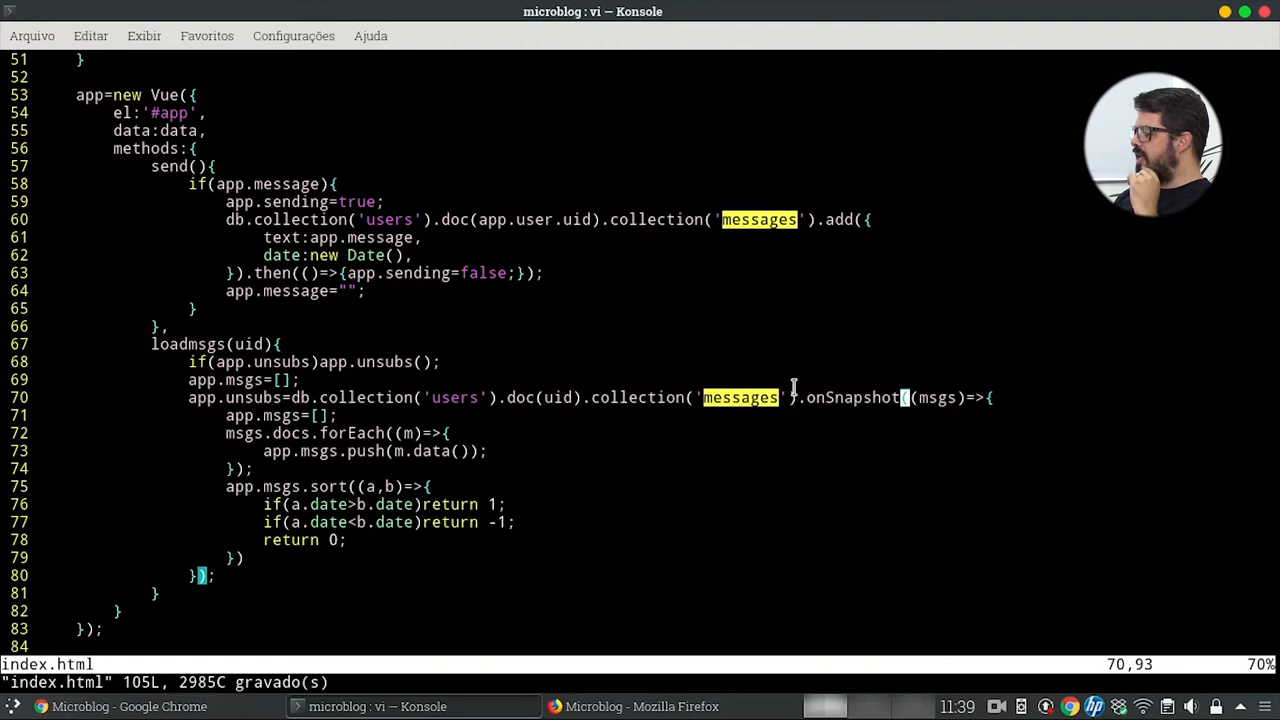 microblog : vi — Konsole
Arquivo Editar Exibir Favoritos Configurações Ajuda
51     }
52
53     app=new Vue({
54         el:'#app',
55         data:data,
56         methods:{
57             send(){
58                 if(app.message){
59                     app.sending=true;
60                     db.collection('users').doc(app.user.uid).collection('messages').add({
61                         text:app.message,
62                         date:new Date(),
63                     }).then(()=>{app.sending=false;});
64                     app.message="";
65                 }
66             },
67             loadmsgs(uid){
68                 if(app.unsubs)app.unsubs();
69                 app.msgs=[];
70                 app.unsubs=db.collection('users').doc(uid).collection('messages').onSnapshot((msgs)=>{
71                     app.msgs=[];
72                     msgs.docs.forEach((m)=>{
73                         app.msgs.push(m.data());
74                     });
75                     app.msgs.sort((a,b)=>{
76                         if(a.date>b.date)return 1;
77                         if(a.date<b.date)return -1;
78                         return 0;
79                     })
80                 });
81             }
82         }
83     });
84
index.html 70,93 70%
"index.html" 105L, 2985C gravado(s)
Microblog - Google Chrome microblog : vi — Konsole Microblog - Mozilla Firefox 11:39